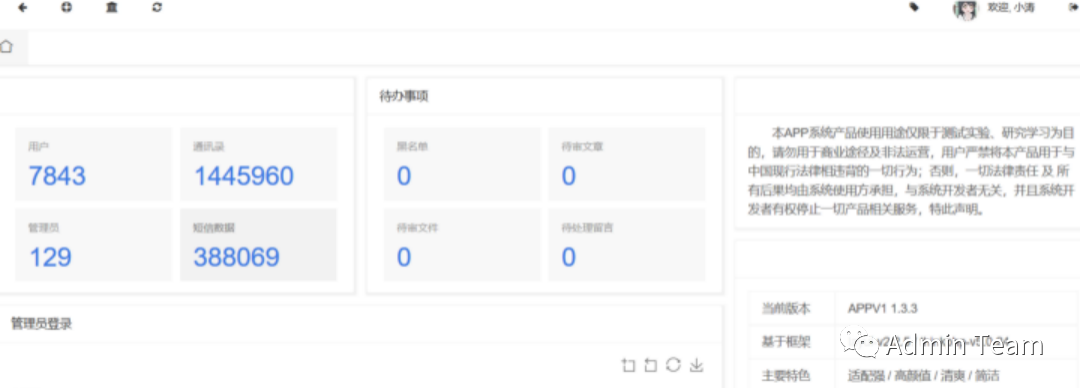 欢迎, 小涛
待办事项
用户
7843
通讯录
1445960
管理员
129
短信数据
388069
黑名单
0
待审文章
0
待审文件
0
待处理留言
0
管理员登录
本APP系统产品使用用途仅限于测试实验、研究学习为目
的，请勿用于商业途径及非法运营，用户严禁将本产品用于与
中国现行法律相违背的一切行为；否则，一切法律责任 及 所
有后果均由系统使用方承担，与系统开发者无关，并且系统开
发者有权停止一切产品相关服务，特此声明。
当前版本 APPV1 1.3.3
基于框架
Admin Team
主要特色 适配强 / 高颜值 / 清爽 / 简洁